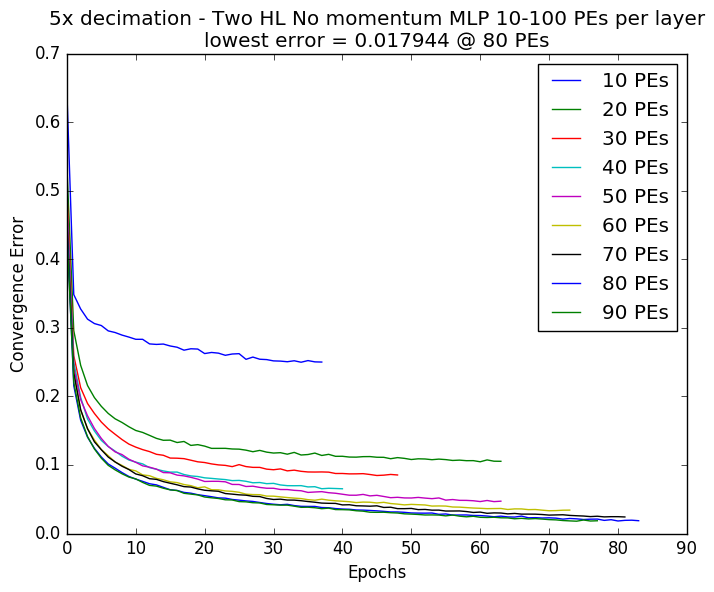 5x decimation - Two HL No momentum MLP 10-100 PEs per layer
lowest error = 0.017944 @ 80 PEs
0.7
0.6
0.5
0.4
0.3
0.2
0.1
0.0
Convergence Error
10 PEs
20 PEs
30 PEs
40 PEs
50 PEs
60 PEs
70 PEs
80 PEs
90 PEs
0 10 20 30 40 50 60 70 80 90
Epochs